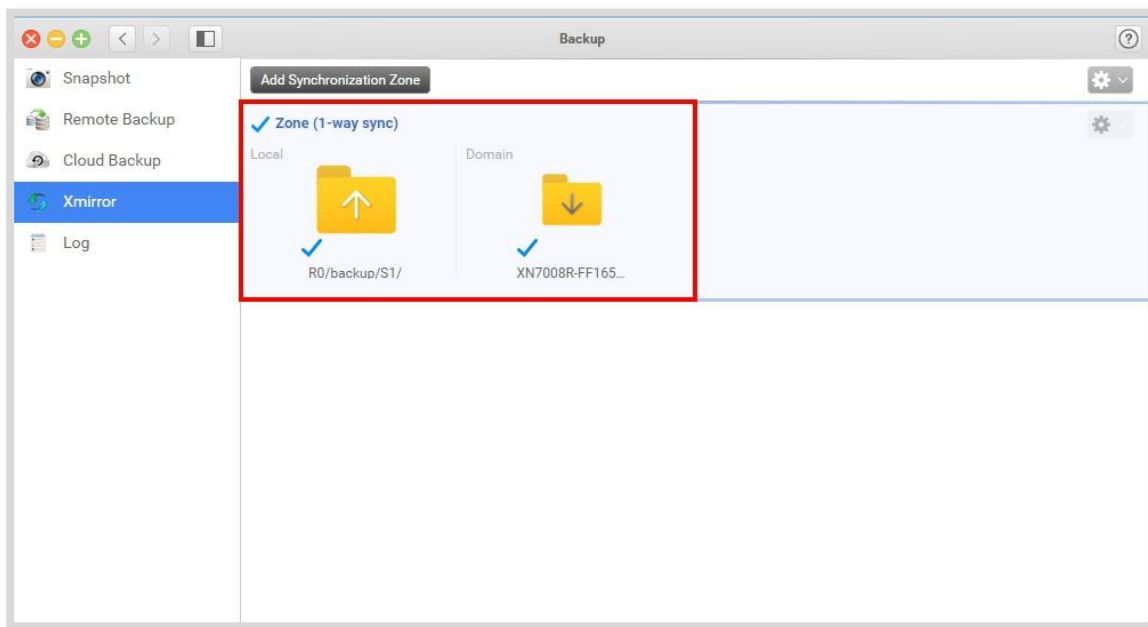 Backup
?
Snapshot
Remote Backup
Cloud Backup
Xmirror
Log
Add Synchronization Zone
Zone (1-way sync)
Local
Domain
R0/backup/S1/
XN7008R-FF165...